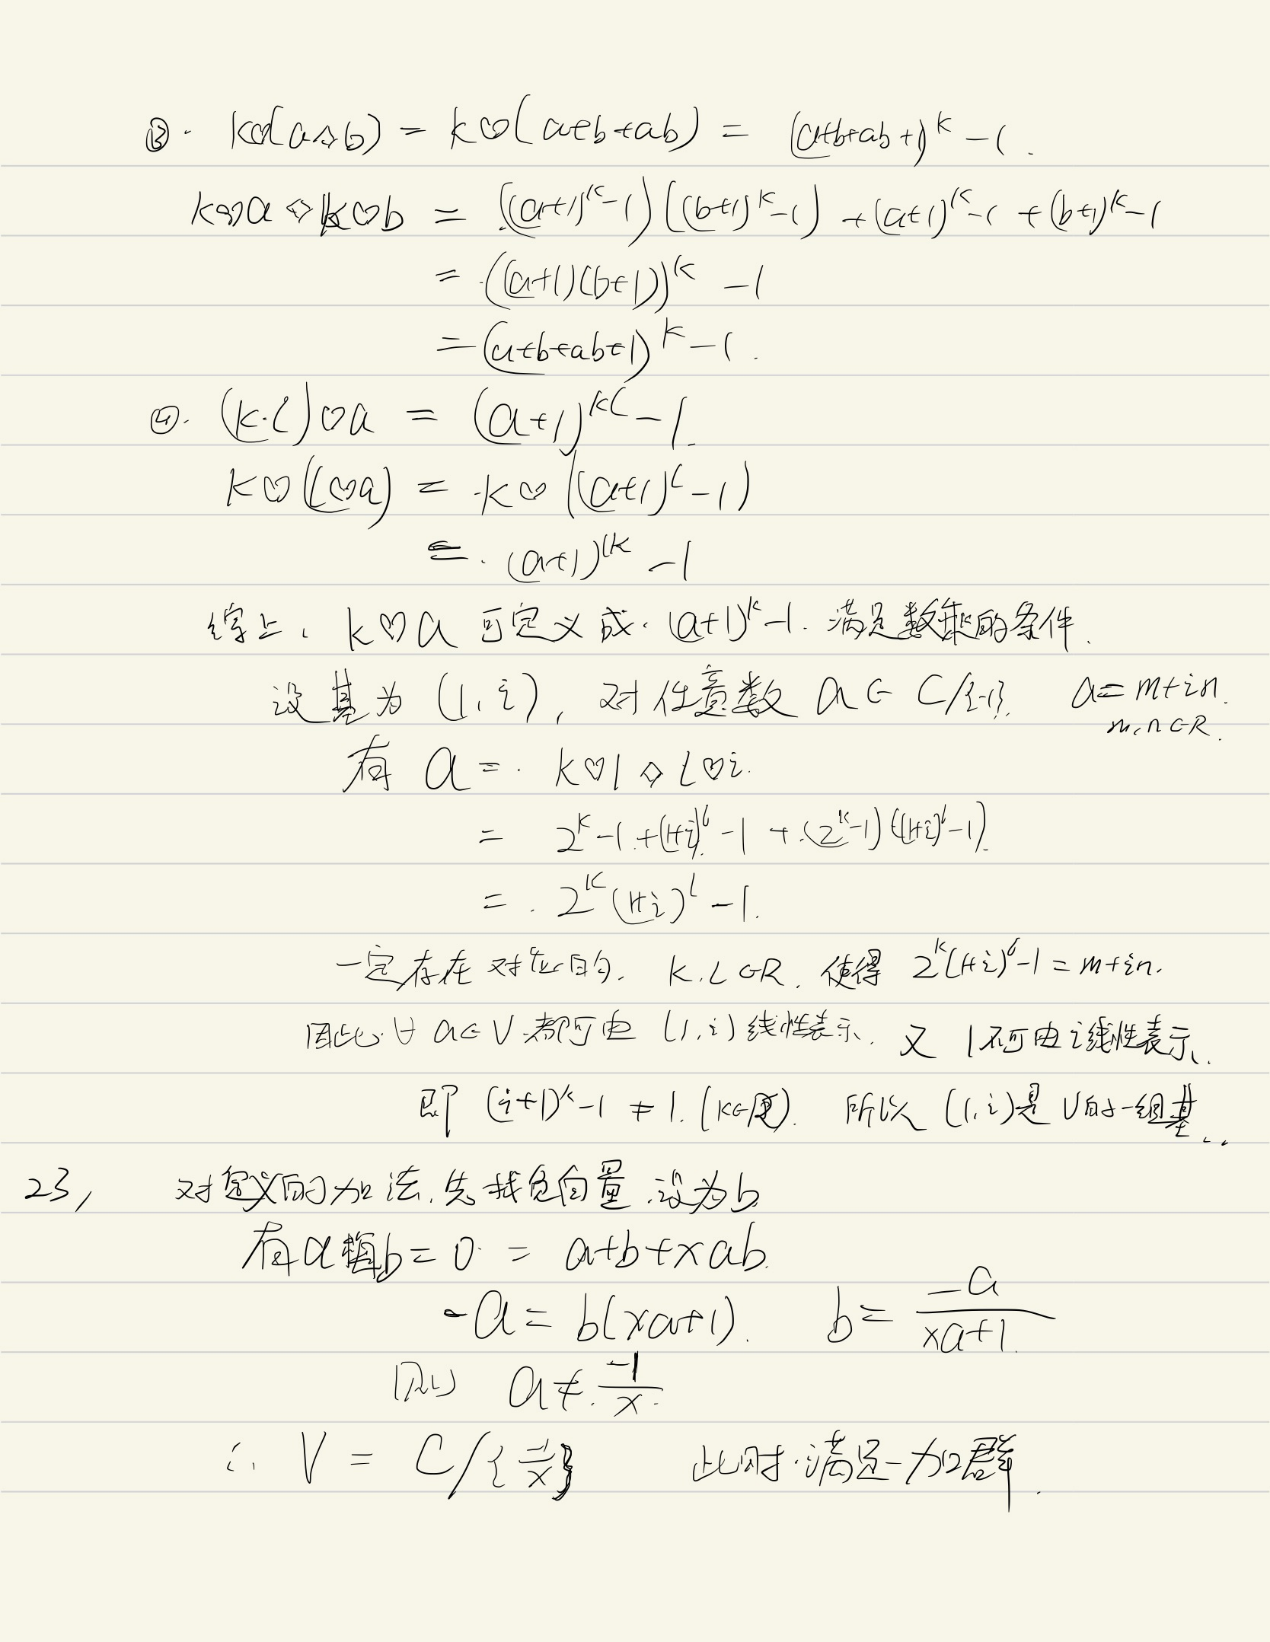 ③. k♡(a◇b) = k♡(a+b+ab) = (a+b+ab+1)^k -1.
k♡a ◇ k♡b = ((a+1)^k-1)((b+1)^k-1) + (a+1)^k-1 + (b+1)^k-1
= ((a+1)(b+1))^k -1
= (a+b+ab+1)^k -1.
④. (k·l)♡a = (a+1)^kl -1.
k♡(l♡a) = k♡((a+1)^l -1)
= (a+1)^lk -1
综上, k♡a 可定义成. (a+1)^k-1. 满足数乘的条件.
设基为 (1, i), 对任意数 a∈ C/{-1}. a=m+in.
m,n∈R.
有 a = k♡1 ◇ l♡i.
= 2^k-1+(1+i)^l-1 + (2^k-1)((1+i)^l-1).
= 2^k(1+i)^l -1.
一定存在对应的. k,l∈R. 使得 2^k(1+i)^l-1=m+in.
因此 ∀ a∈V 都可由 (1,i) 线性表示. 又 1不可由i线性表示.
即 (i+1)^k-1 ≠ 1. (k∈R). 所以 (1,i)是V的一组基..
23, 对定义的加法, 先找负向量, 设为b
有 a b=0 = a+b+xab.
-a = b(xa+1). b= -a/(xa+1).
则 a≠ -1/x.
∴ V = C/{-1/x} 此时.满足加群.